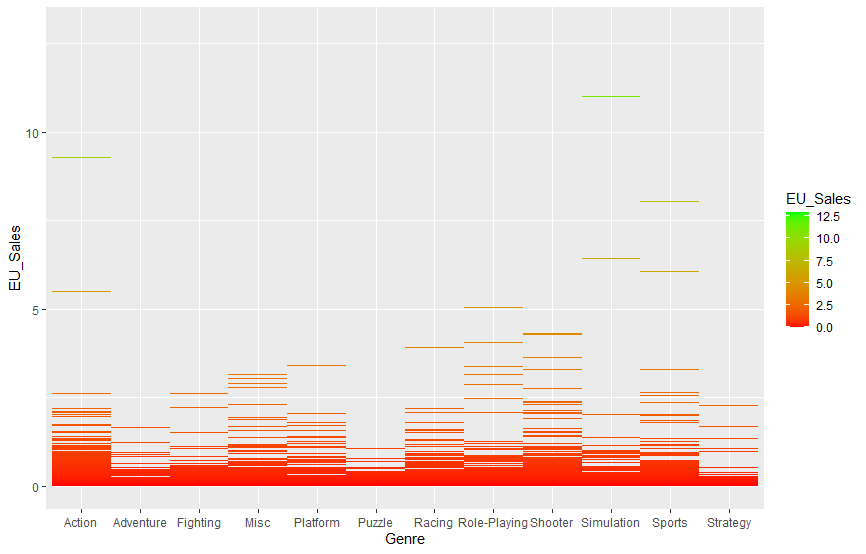 EU_Sales
10
5
0
Action Adventure Fighting Misc Platform Puzzle Racing Role-Playing Shooter Simulation Sports Strategy
Genre
EU_Sales
12.5
10.0
7.5
5.0
2.5
0.0